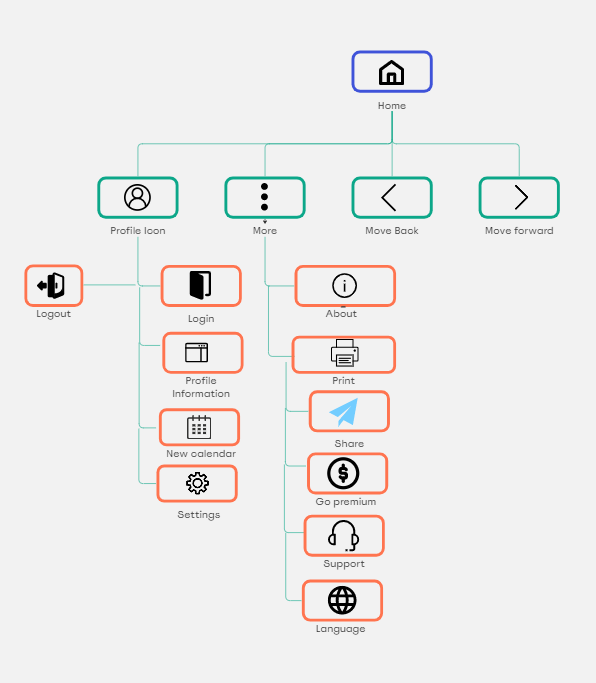 Home
Profile Icon
More
Move Back
Move forward
Logout
Login
About
Profile
Information
Print
New calendar
Share
Settings
Go premium
Support
Language